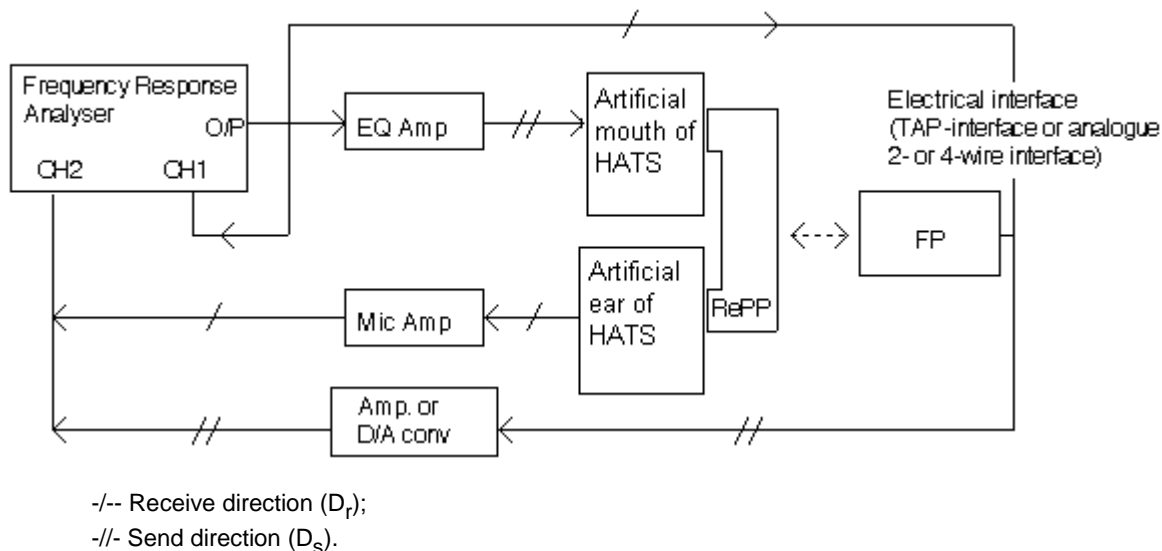 Frequency Response
Analyser
O/P
CH2
CH1
EQ Amp
Artificial
mouth of
HATS
Electrical interface
(TAP-interface or analogue
2- or 4-wire interface)
FP
Artificial
ear of
HATS
RePP
Mic Amp
Amp. or
D/A conv
-/-- Receive direction (Dr);
-//- Send direction (Ds).